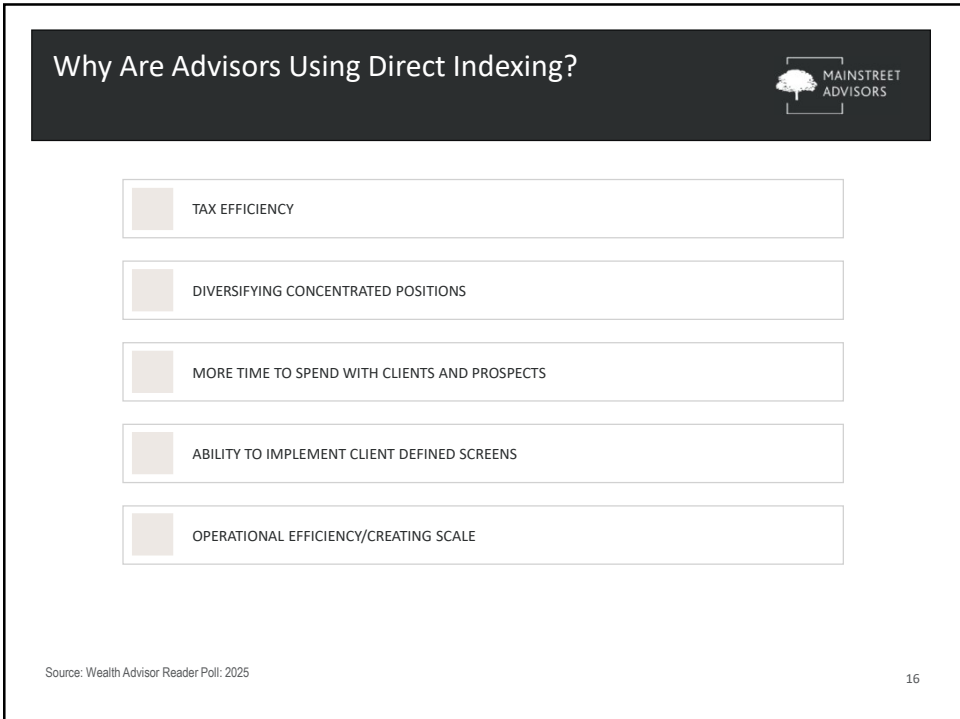 Why Are Advisors Using Direct Indexing?
MAINSTREET
ADVISORS
TAX EFFICIENCY
DIVERSIFYING CONCENTRATED POSITIONS
MORE TIME TO SPEND WITH CLIENTS AND PROSPECTS
ABILITY TO IMPLEMENT CLIENT DEFINED SCREENS
OPERATIONAL EFFICIENCY/CREATING SCALE
Source: Wealth Advisor Reader Poll: 2025
16